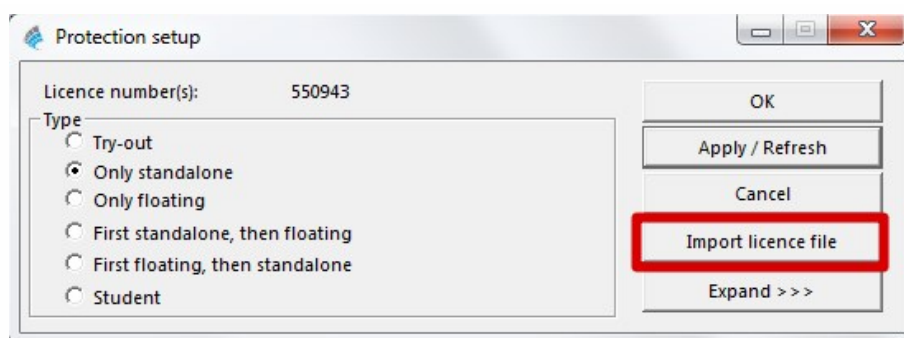 Protection setup
Licence number(s): 550943
Type
Try-out
Only standalone
Only floating
First standalone, then floating
First floating, then standalone
Student
OK
Apply / Refresh
Cancel
Import licence file
Expand >>>